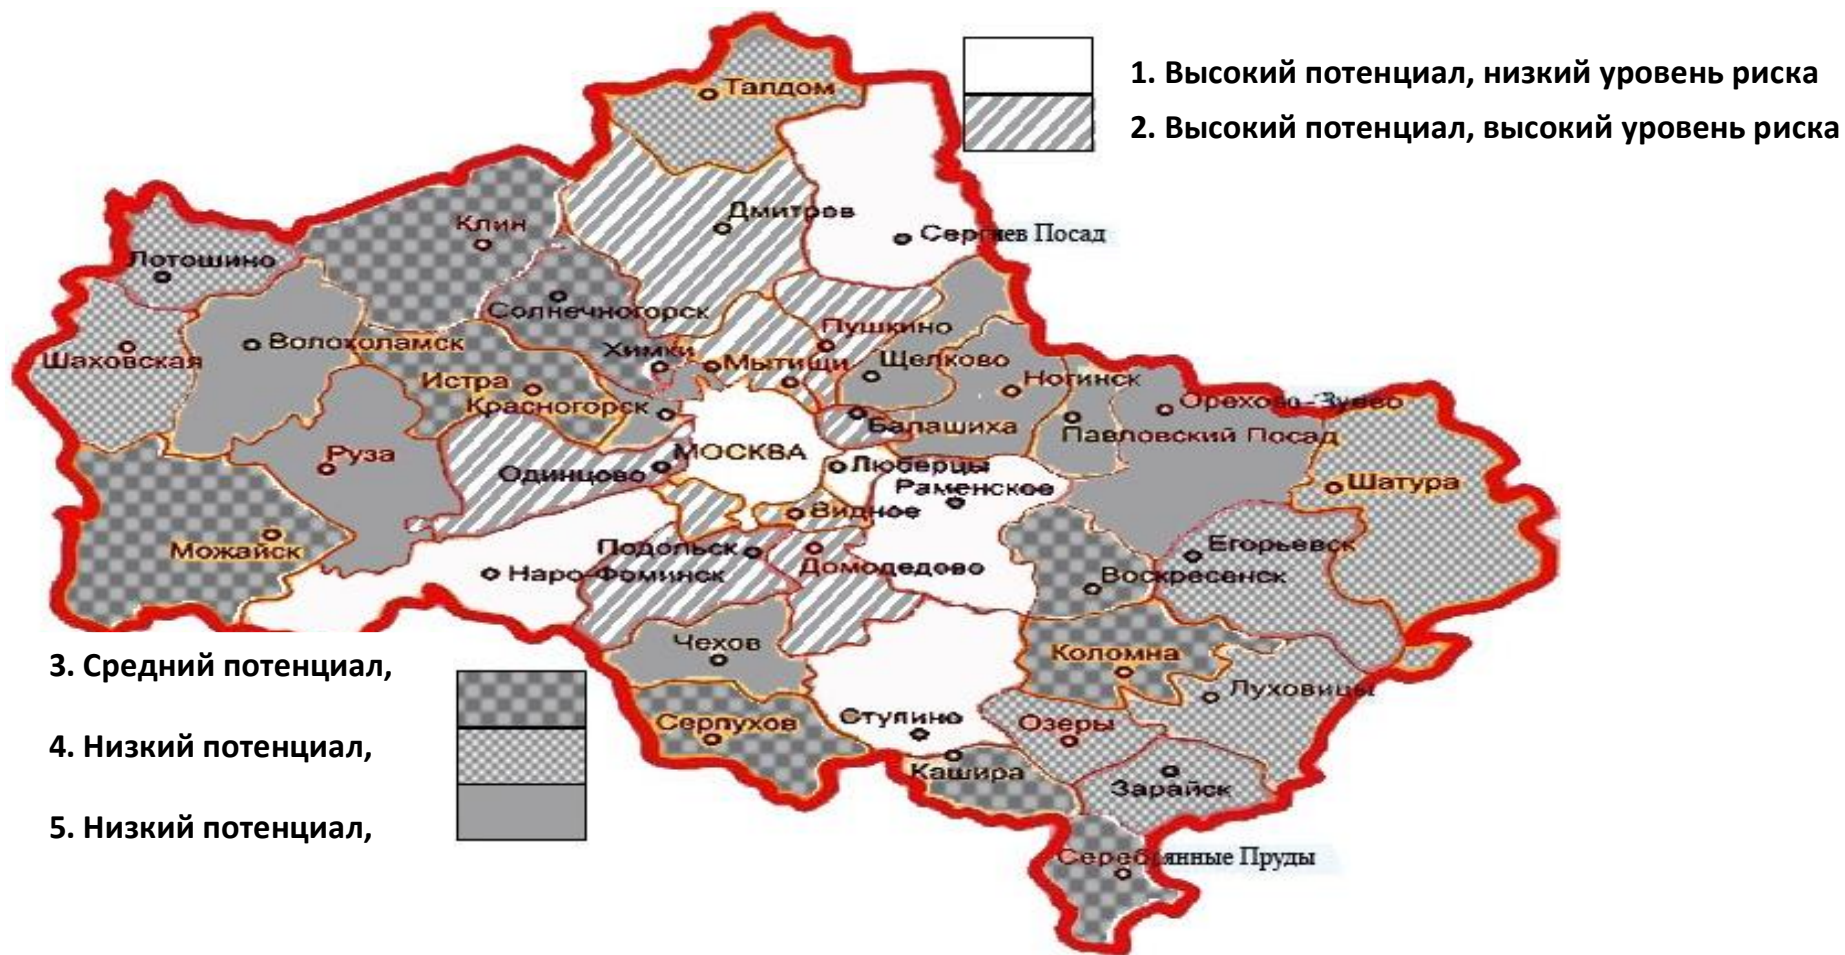 1. Высокий потенциал, низкий уровень риска
2. Высокий потенциал, высокий уровень риска
Талдом
Дмитров
Сергиев Посад
Клин
Лотошино
Солнечногорск
Пушкино
Волоколамск
Шаховская
Химки
Мытищи
Щелково
Истра
Ногинск
Красногорск
Орехово-Зуево
Балашиха
Павловский Посад
МОСКВА
Руза
Одинцово
Люберцы
Раменское
Шатура
Видное
Можайск
Подольск
Егорьевск
Наро-Фоминск
Домодедово
Воскресенск
Чехов
Коломна
3. Средний потенциал,
Луховицы
Серпухов
Ступино
Озеры
4. Низкий потенциал,
Кашира
Зарайск
5. Низкий потенциал,
Серебрянные Пруды